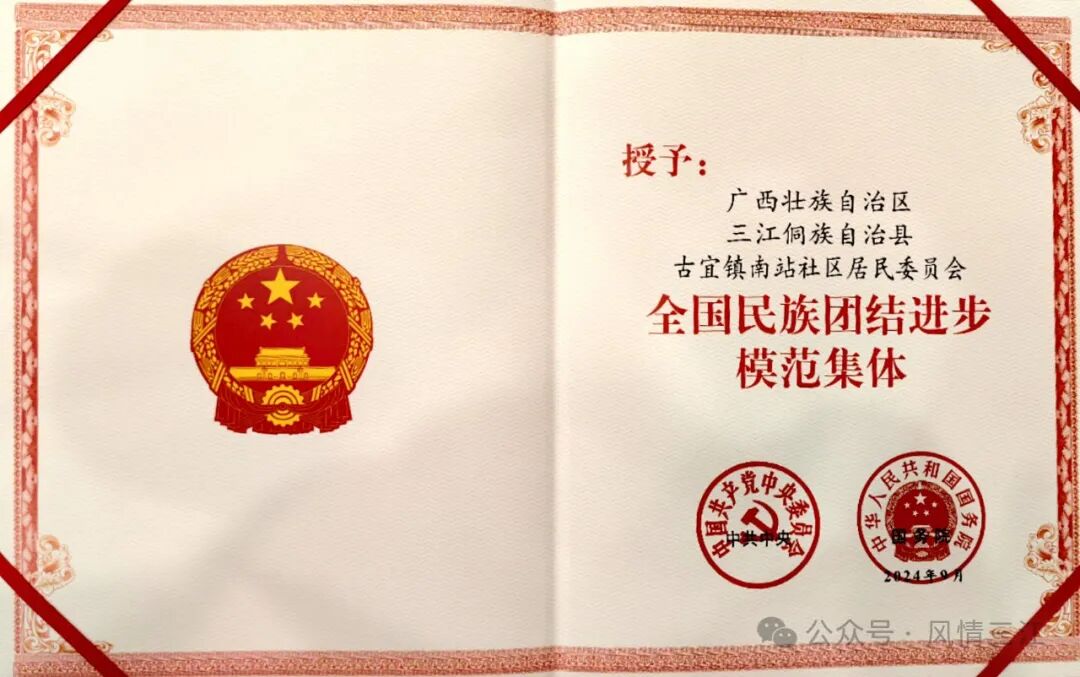 授予：
广西壮族自治区
三江侗族自治县
古宜镇南站社区居民委员会
全国民族团结进步
模范集体
中国共产党中央委员会
中共中央
中华人民共和国国务院
国务院
2024年9月
公众号·风情三江